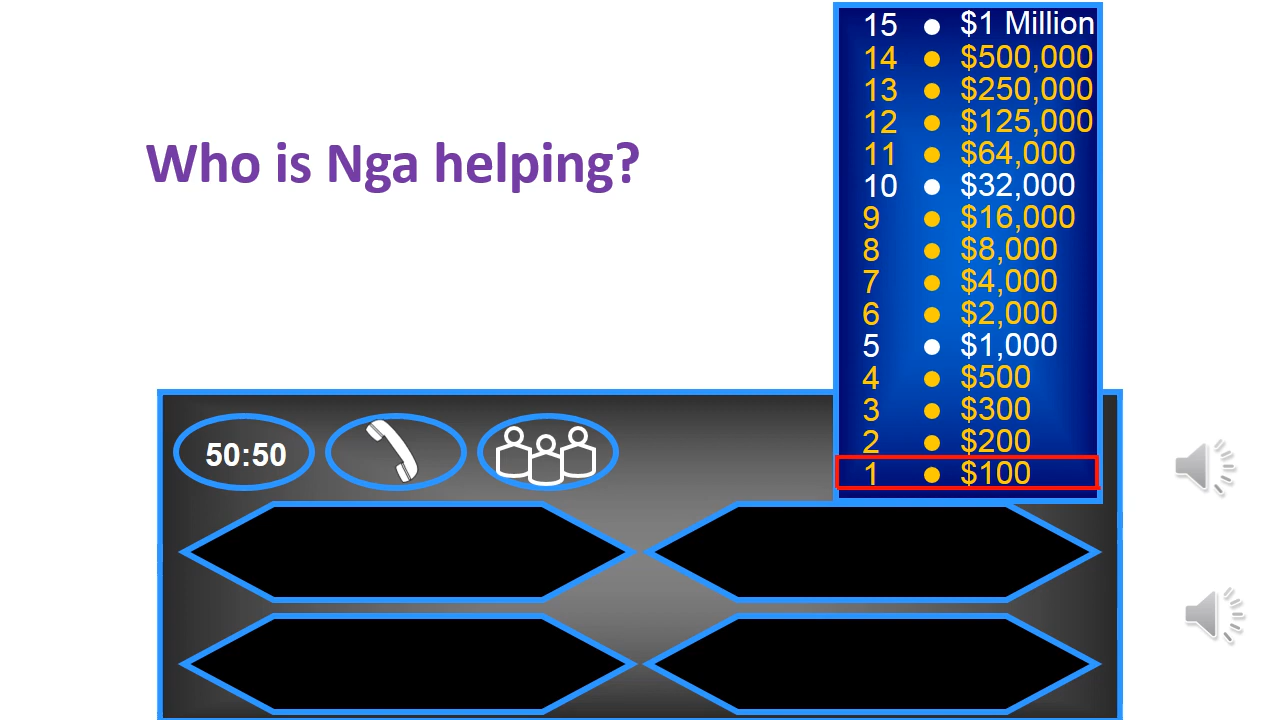 15 • $1 Million
14 • $500,000
13 • $250,000
12 • $125,000
11 • $64,000
10 • $32,000
9 • $16,000
8 • $8,000
7 • $4,000
6 • $2,000
5 • $1,000
4 • $500
3 • $300
2 • $200
1 • $100
Who is Nga helping?
50:50